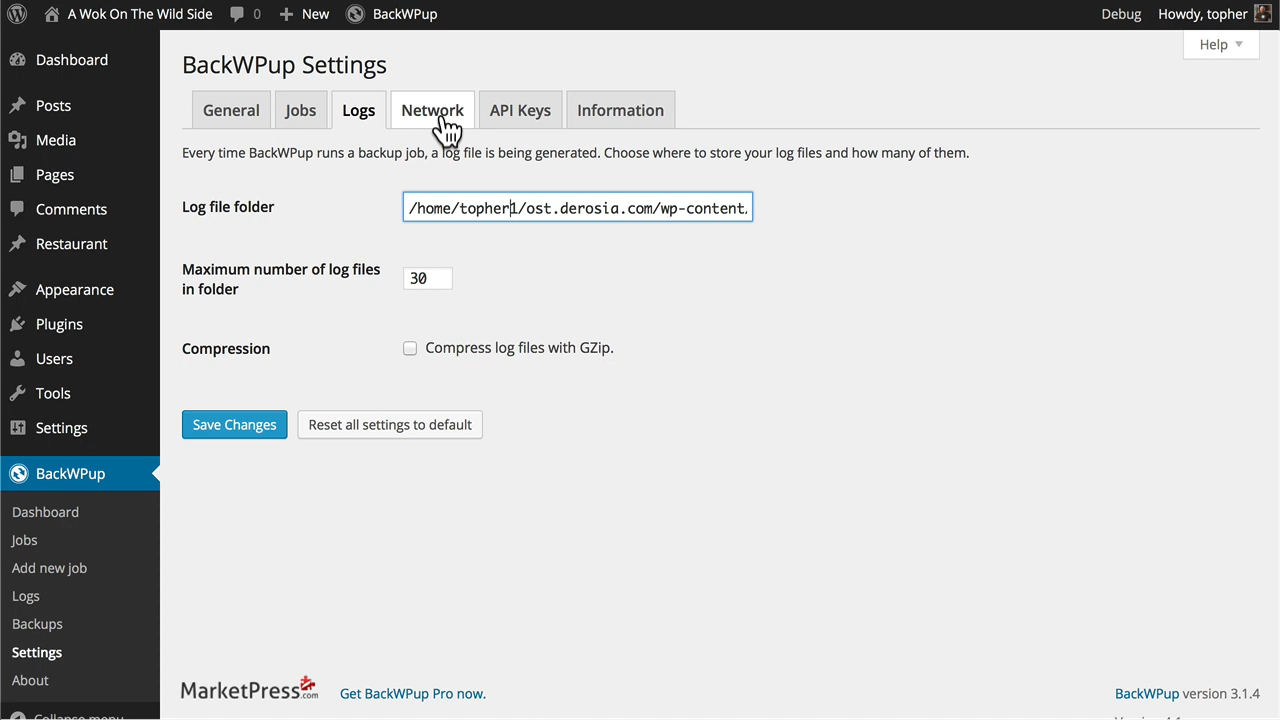 A Wok On The Wild Side 0 New BackWPup Debug Howdy, topher
Help
Dashboard
Posts
Media
Pages
Comments
Restaurant
Appearance
Plugins
Users
Tools
Settings
BackWPup
Dashboard
Jobs
Add new job
Logs
Backups
Settings
About
Collapse menu
BackWPup Settings
General Jobs Logs Network API Keys Information
Every time BackWPup runs a backup job, a log file is being generated. Choose where to store your log files and how many of them.
Log file folder /home/topher1/ost.derosia.com/wp-content
Maximum number of log files
in folder
30
Compression Compress log files with GZip.
Save Changes Reset all settings to default
MarketPress.com Get BackWPup Pro now. BackWPup version 3.1.4